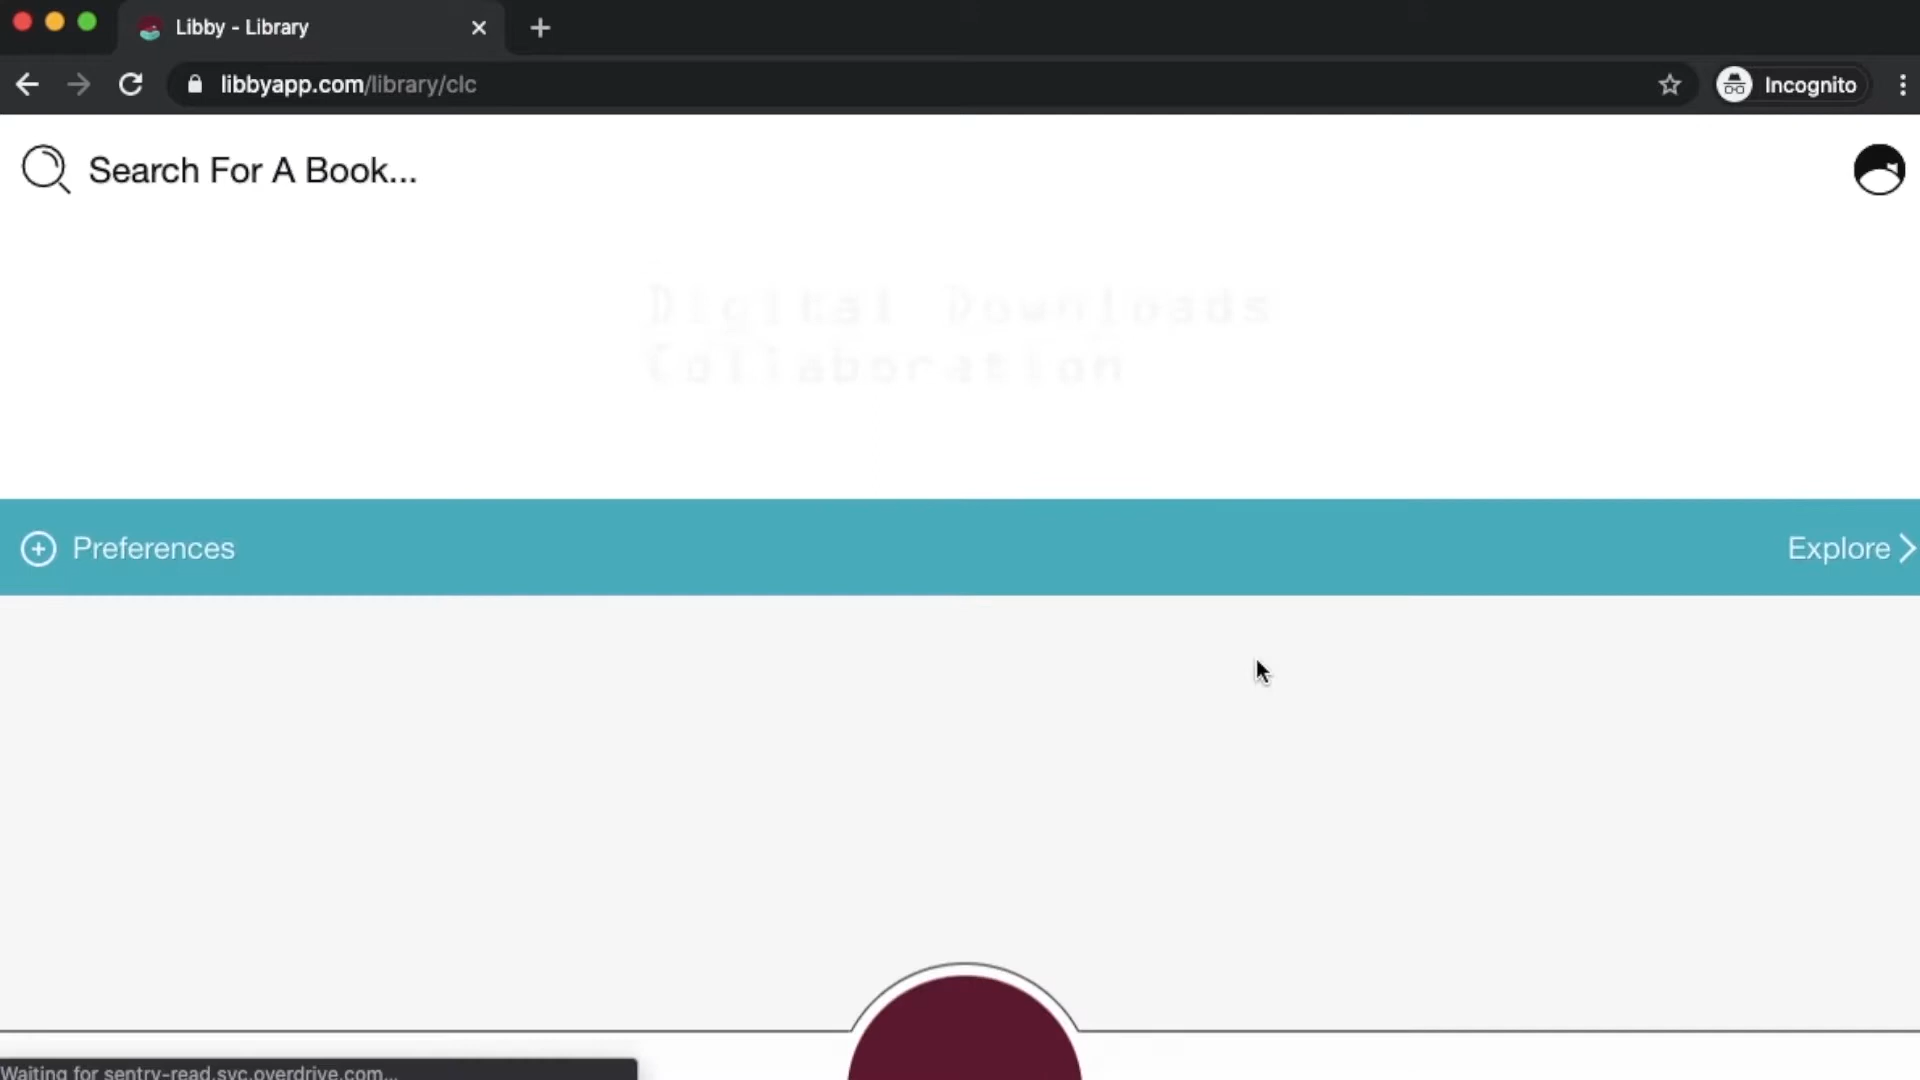 Libby - Library
libbyapp.com/library/clc
Incognito
Search For A Book...
Digital Downloads
Collaboration
Preferences
Explore
Waiting for sentry-read.svc.overdrive.com...